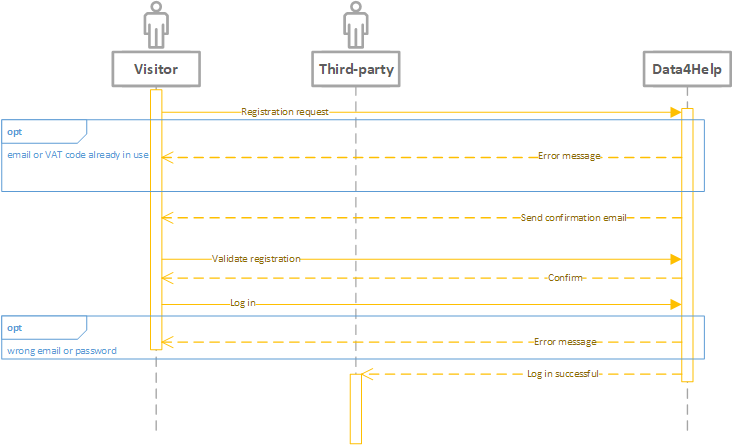 Visitor
Third-party
Data4Help
Registration request
opt
email or VAT code already in use
Error message
Send confirmation email
Validate registration
Confirm
Log in
opt
Error message
wrong email or password
Log in successful